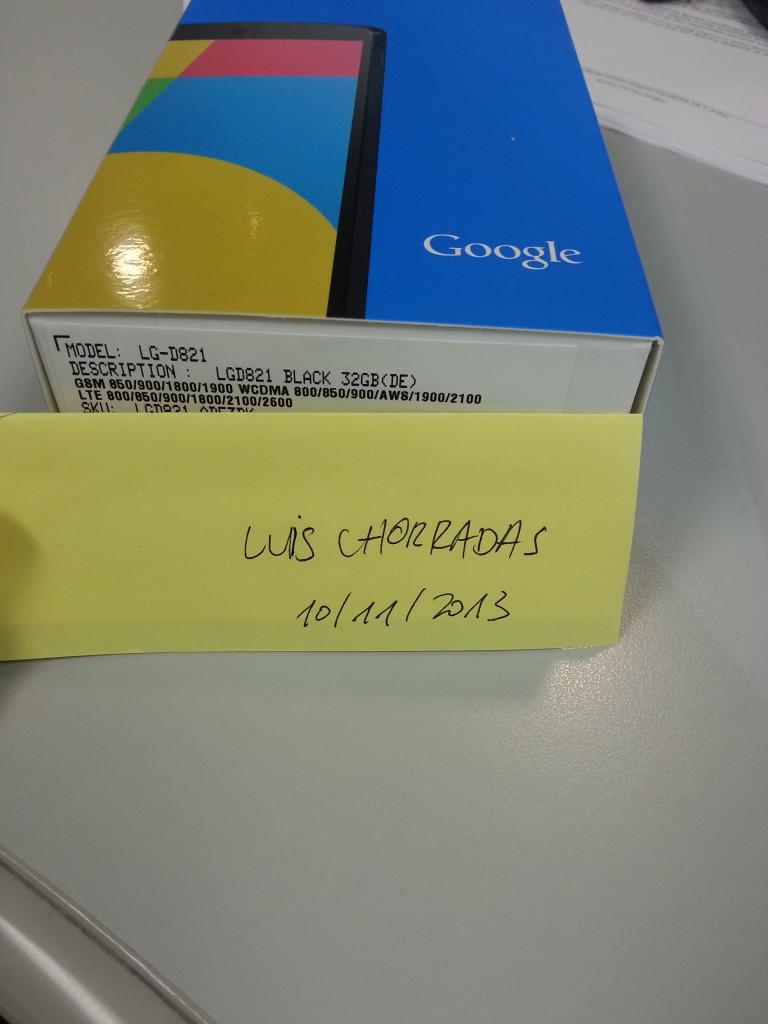 Google
MODEL: LG-D821
DESCRIPTION : LGD821 BLACK 32GB(DE)
GSM 850/900/1800/1900 WCDMA 800/850/900/AWS/1900/2100
LTE 800/850/900/1800/2100/2600
SKU:
LUIS CHORRADAS
10/11/2013